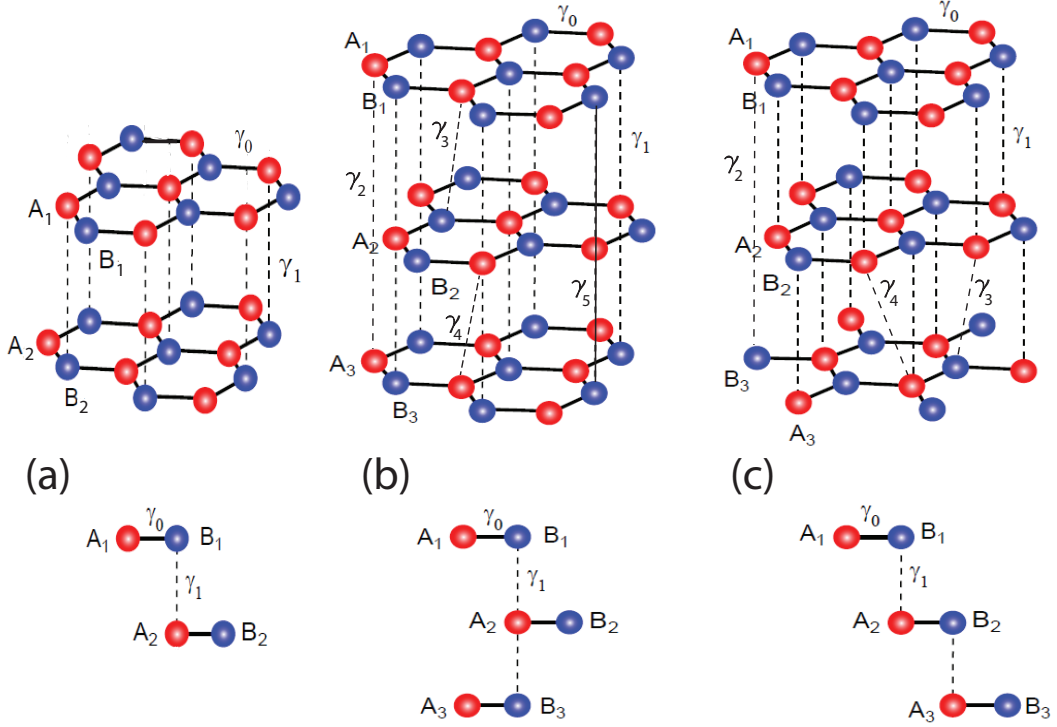 γ₀
A₁
B₁
γ₁
A₂
B₂
γ₀
A₁
B₁
γ₃
γ₁
γ₂
A₂
B₂
γ₅
γ₄
A₃
B₃
γ₀
A₁
B₁
γ₁
γ₂
A₂
B₂
γ₄
γ₃
B₃
A₃
(a)
(b)
(c)
γ₀
A₁
B₁
γ₁
A₂
B₂
γ₀
A₁
B₁
γ₁
A₂
B₂
A₃
B₃
γ₀
A₁
B₁
γ₁
A₂
B₂
A₃
B₃